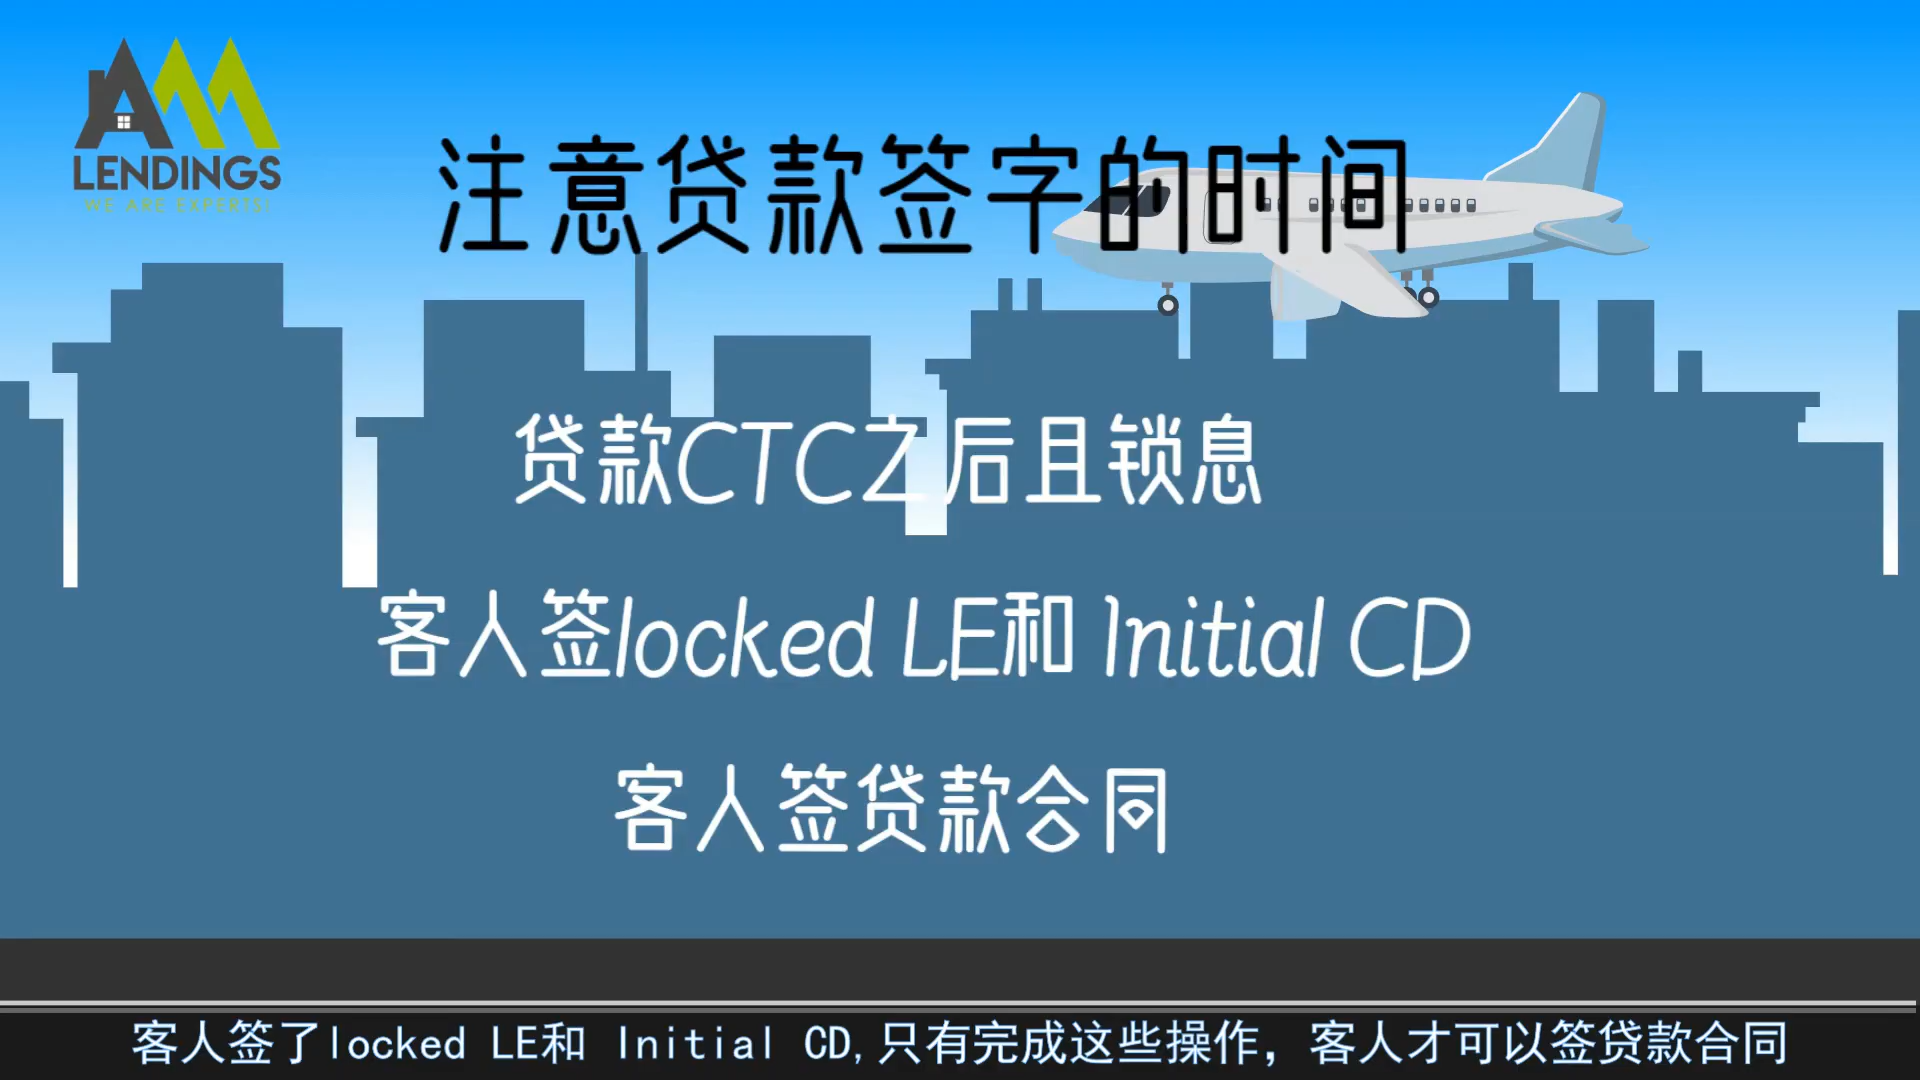 AAA
LENDINGS
WE ARE EXPERTS!
注意贷款签字的时间
贷款CTC之后且锁息
客人签locked LE和 Initial CD
客人签贷款合同
客人签了locked LE和 Initial CD,只有完成这些操作，客人才可以签贷款合同